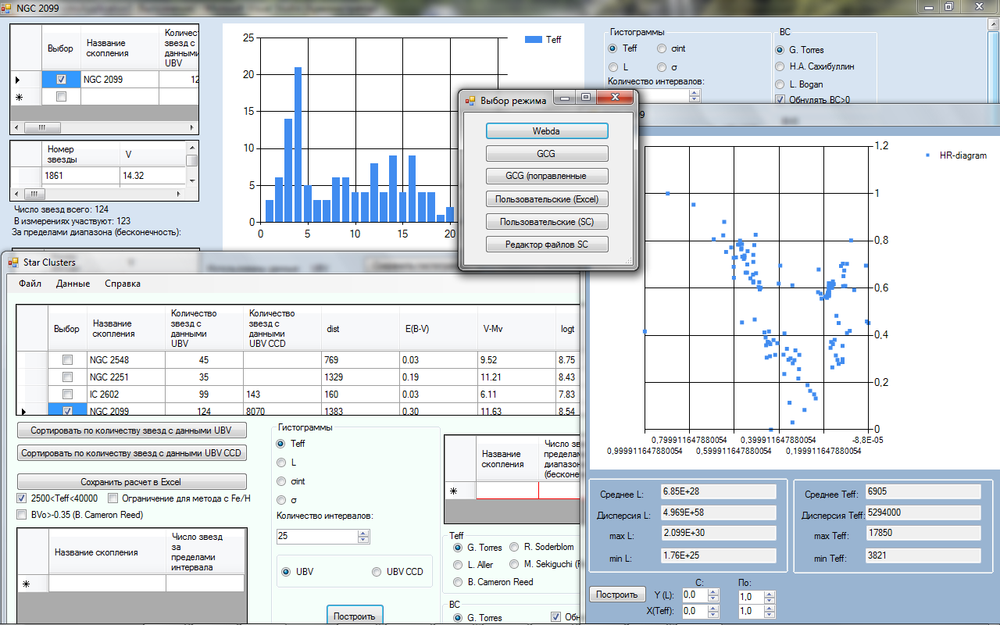 NGC 2099
Выбор
Название скопления
Количес
звезд с
данными
UBV
NGC 2099
12
Номер звезды
V
1861
14.32
Число звезд всего: 124
В измерениях участвуют: 123
За пределами диапазона (бесконечность):
25
20
15
10
5
0
0
5
10
15
20
Teff
Гистограммы
Teff
σint
L
σ
Количество интервалов:
BC
G. Torres
Н.А. Сахибуллин
L. Bogan
Обнулять BC>0
Выбор режима
Webda
GCG
GCG (поправленные
Пользовательские (Excel)
Пользовательские (SC)
Редактор файлов SC
Star Clusters
Файл
Данные
Справка
Выбор
Название скопления
Количество звезд с данными UBV
Количество звезд с данными UBV CCD
dist
E(B-V)
V-Mv
logt
NGC 2548 45 769 0.03 9.52 8.75
NGC 2251 35 1329 0.19 11.21 8.43
IC 2602 99 143 160 0.03 6.11 7.83
NGC 2099 124 8070 1383 0.30 11.63 8.54
Сортировать по количеству звезд с данными UBV
Сортировать по количеству звезд с данными UBV CCD
Сохранить расчет в Excel
2500<Teff<40000
Ограничение для метода с Fe/H
BVo>-0.35 (B. Cameron Reed)
Название скопления
Число звезд за пределами интервала
Гистограммы
Teff
L
σint
σ
Количество интервалов:
25
UBV
UBV CCD
Построить
Название скопления
Число зв
пределам
диапазон
(бесконе
Teff
G. Torres
R. Soderblom
L. Aller
M. Sekiguchi (F
B. Cameron Reed
BC
G. Torres
Обн
9
HR-diagram
1,2
1
0,8
0,6
0,4
0,2
0
0,799911647880054
0,399911647880054
-8.8E-05
0,999911647880054
0,599911647880054
0,199911647880054
Среднее L:
6.85E+28
Дисперсия L:
4.969E+58
max L:
2.099E+30
min L:
1.76E+25
Среднее Teff:
6905
Дисперсия Teff:
5294000
max Teff:
17850
min Teff:
3821
С:
По:
Построить
Y (L):
0,0
1,0
X(Teff):
0,0
1,0